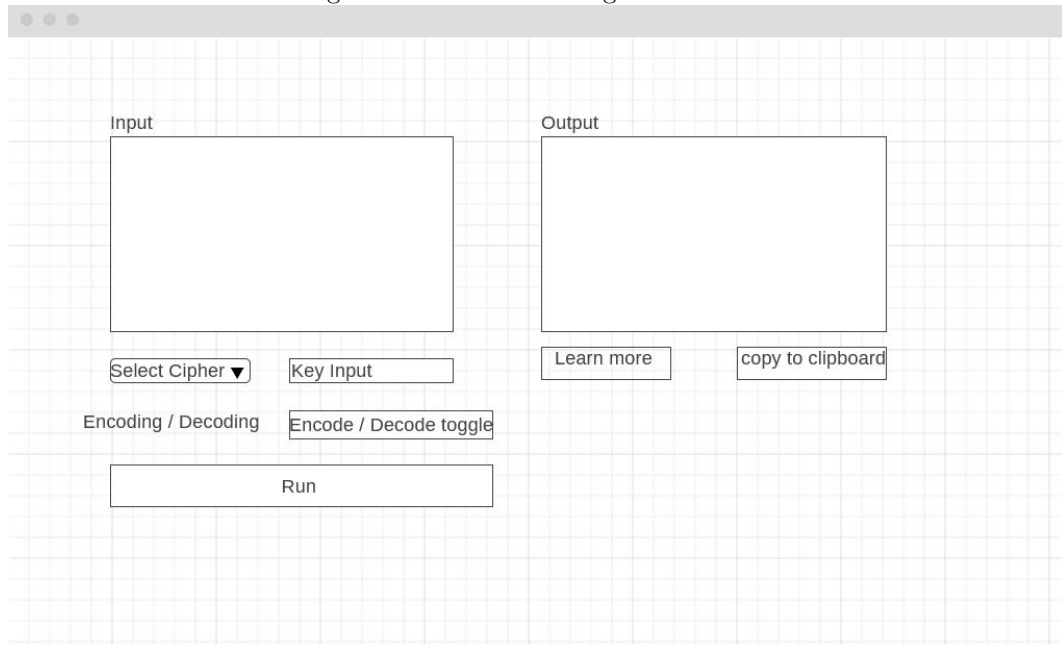 Input
Output
Select Cipher
Key Input
Learn more
copy to clipboard
Encoding / Decoding
Encode / Decode toggle
Run